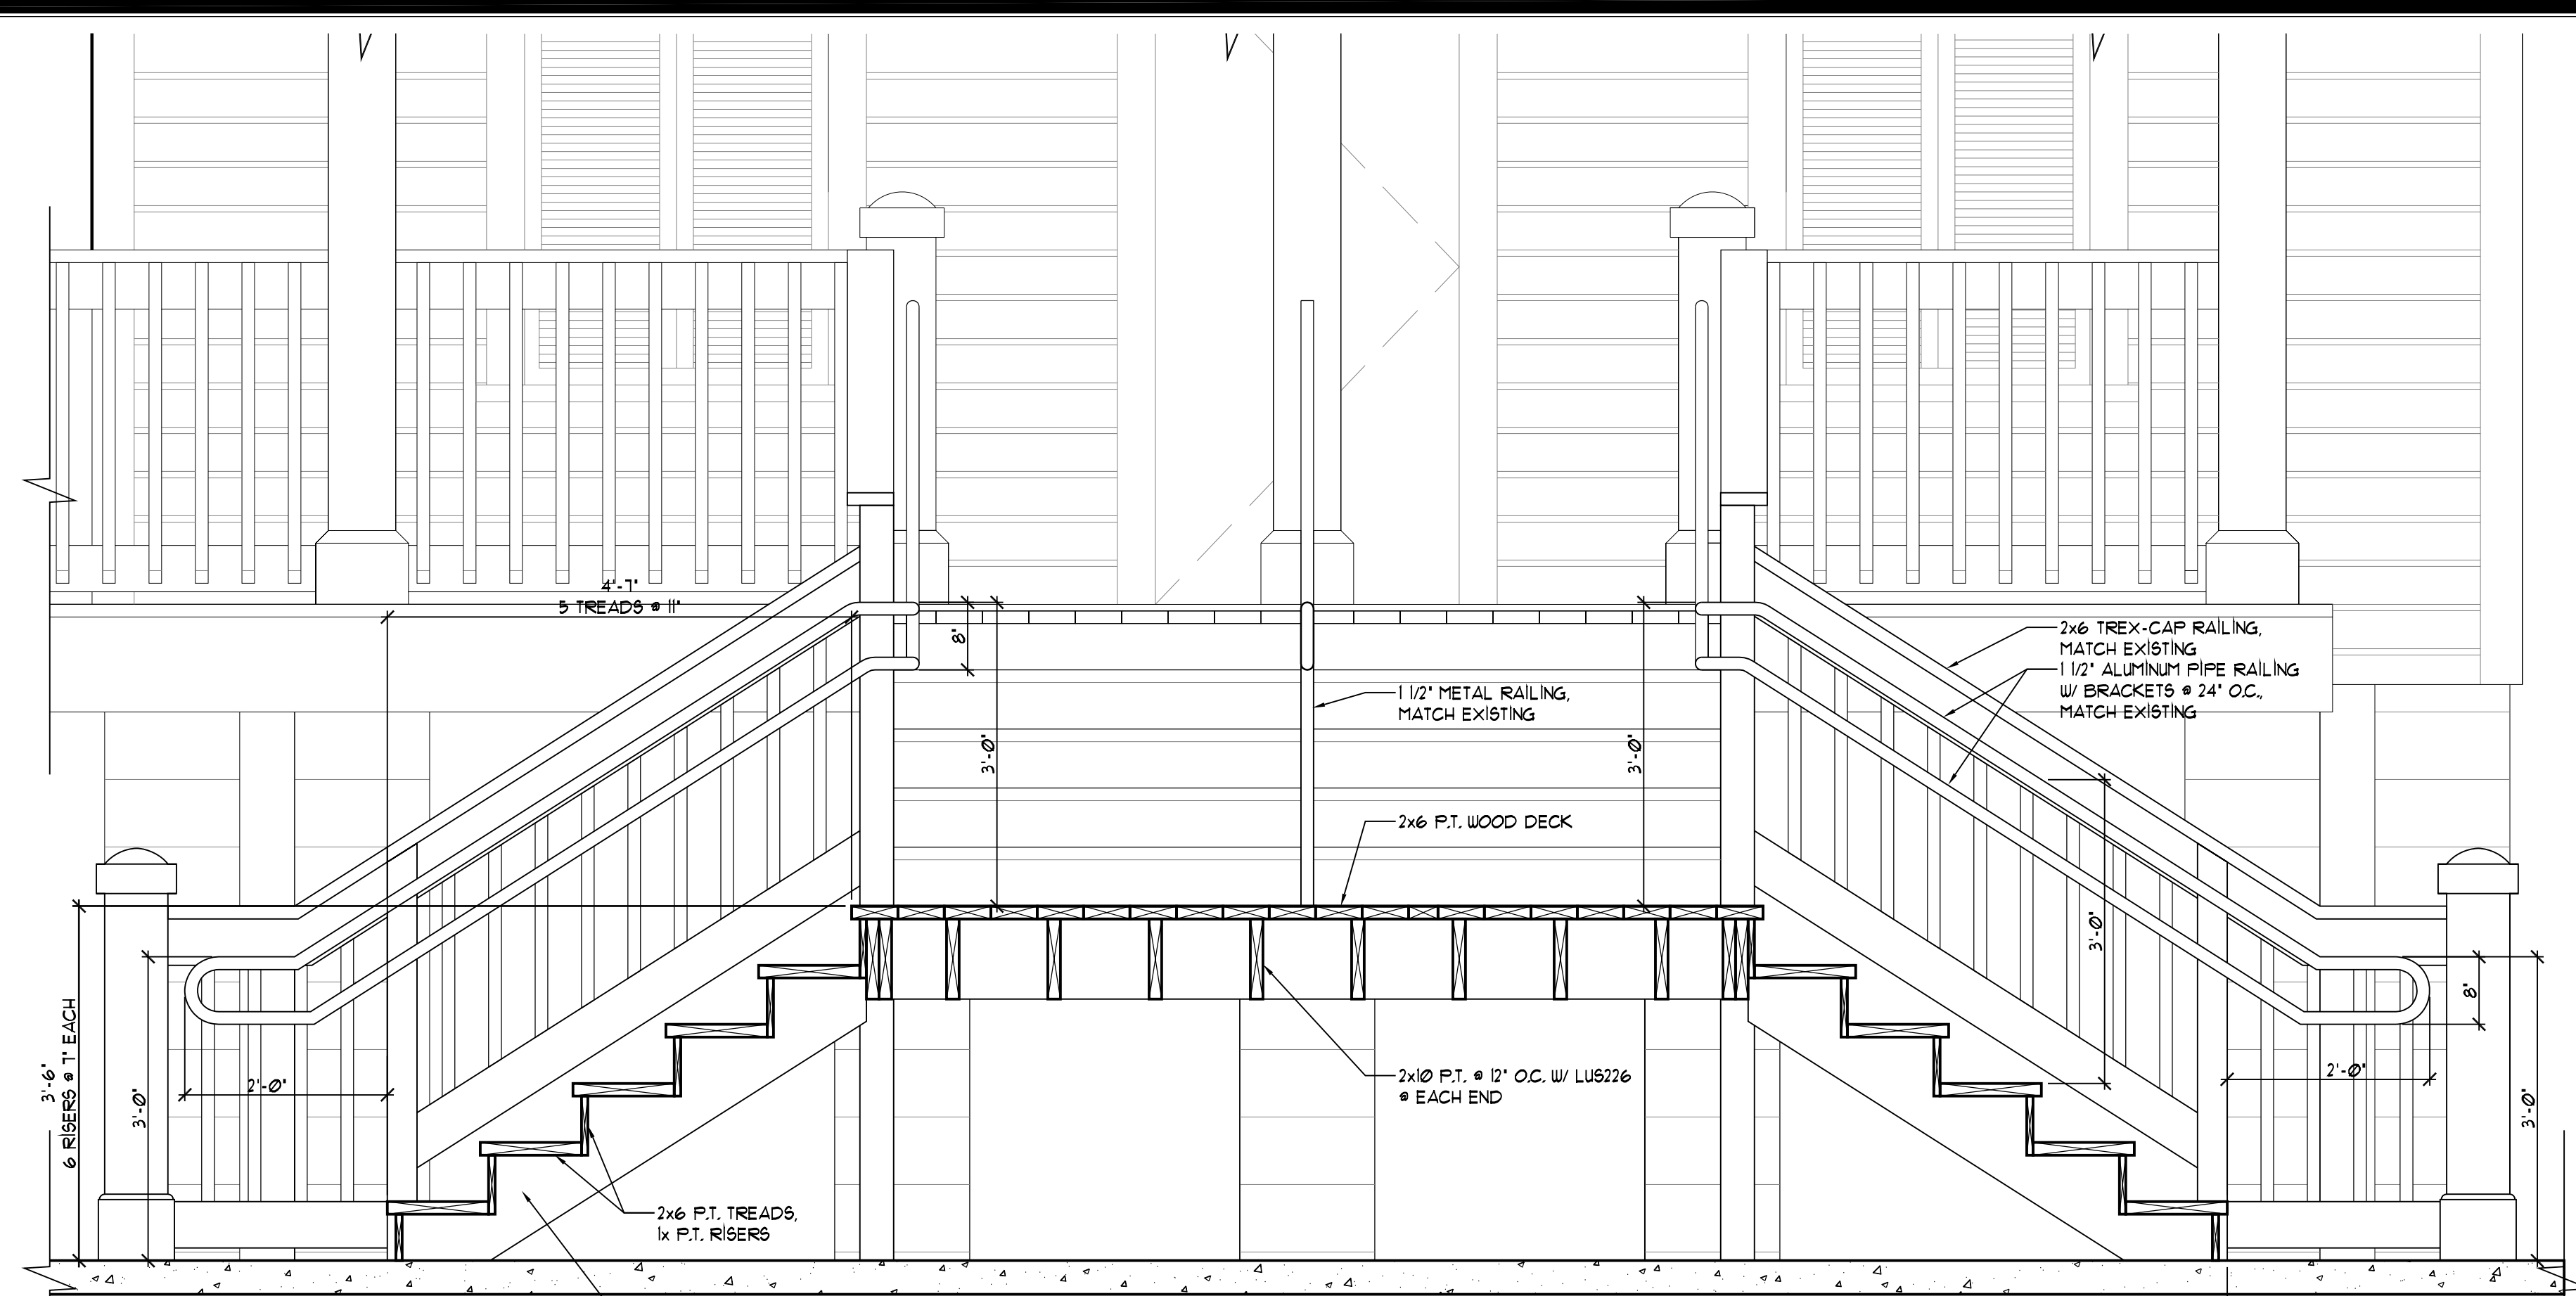 4'-7"
5 TREADS @ 11"
8"
3'-0"
3'-0"
1 1/2" METAL RAILING,
MATCH EXISTING
2x6 TREX-CAP RAILING,
MATCH EXISTING
1 1/2" ALUMINUM PIPE RAILING
W/ BRACKETS @ 24" O.C.,
MATCH EXISTING
2x6 P.T. WOOD DECK
3'-0"
8"
2'-0"
3'-0"
3'-6"
6 RISERS @ 7" EACH
3'-0"
2'-0"
2x10 P.T. @ 12" O.C. W/ LUS226
@ EACH END
2x6 P.T. TREADS,
1x P.T. RISERS